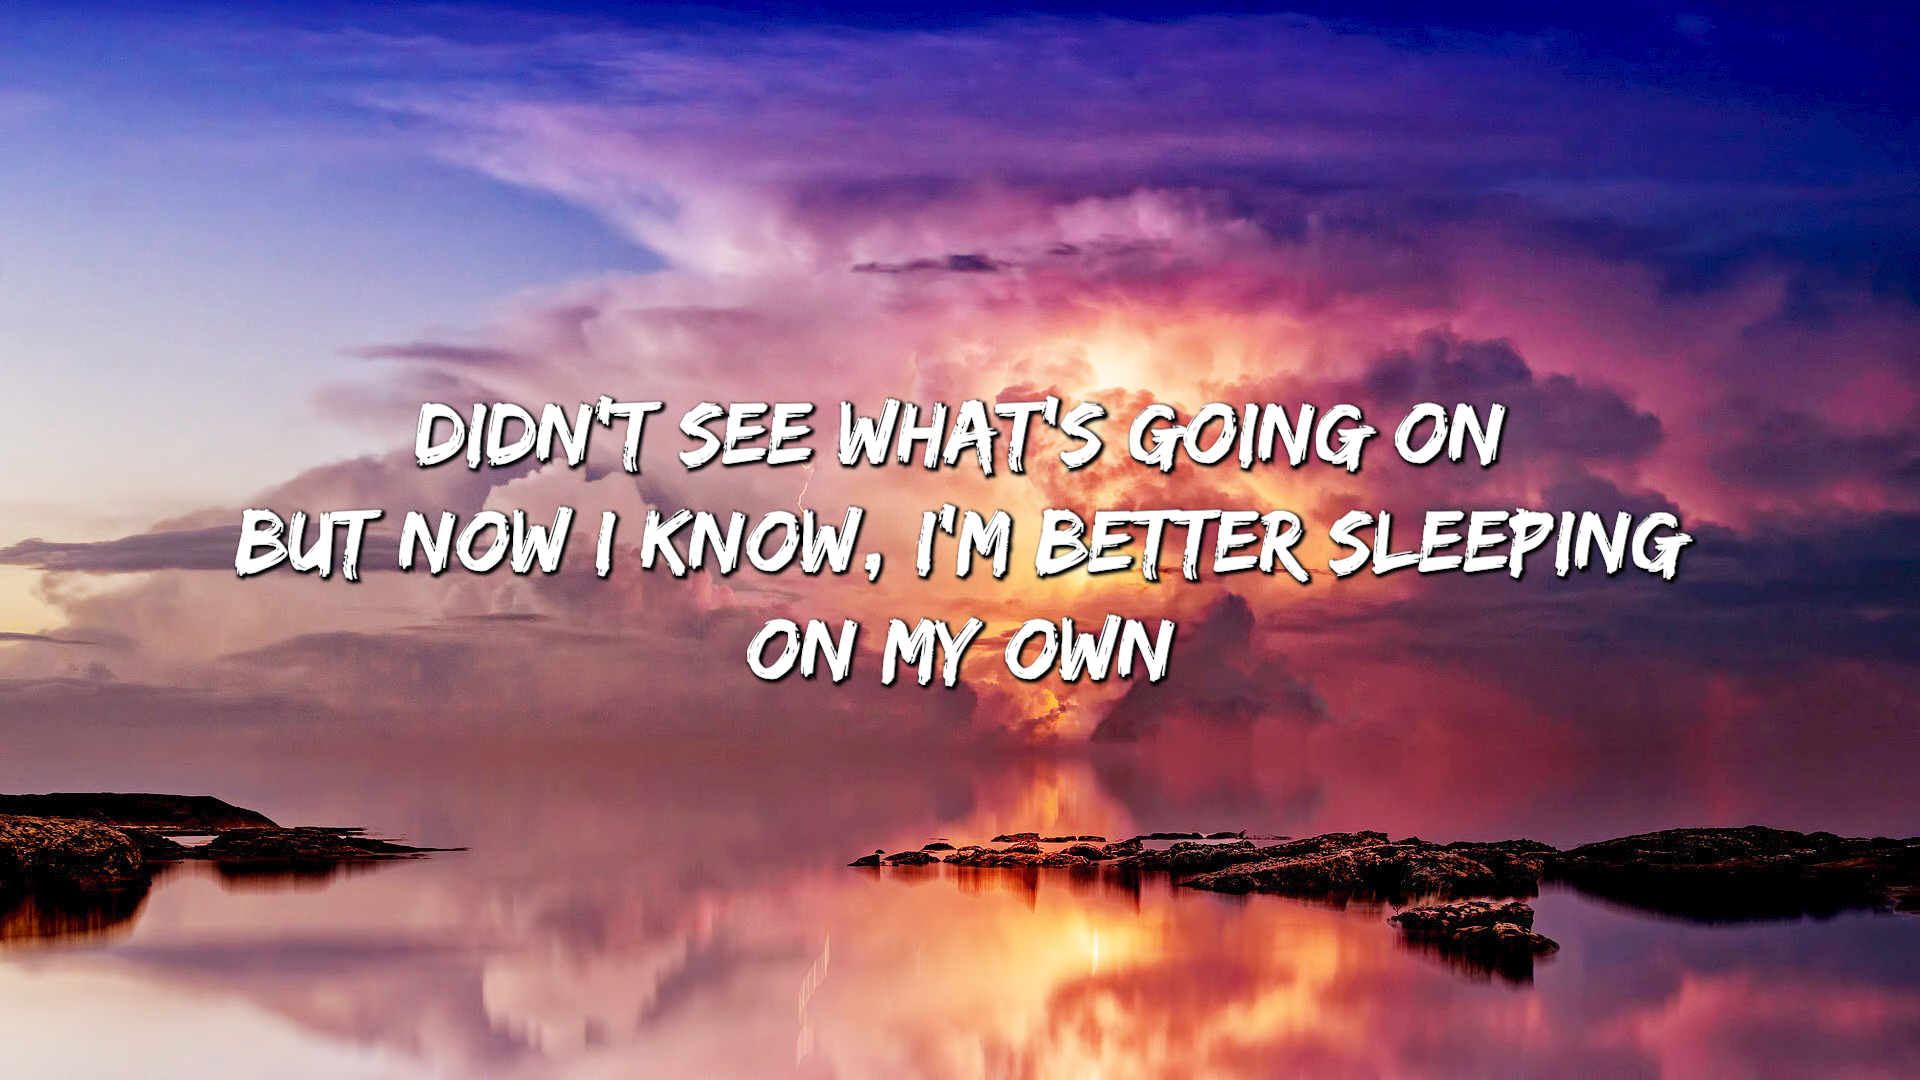 DIDN'T SEE WHAT'S GOING ON
BUT NOW I KNOW, I'M BETTER SLEEPING
ON MY OWN